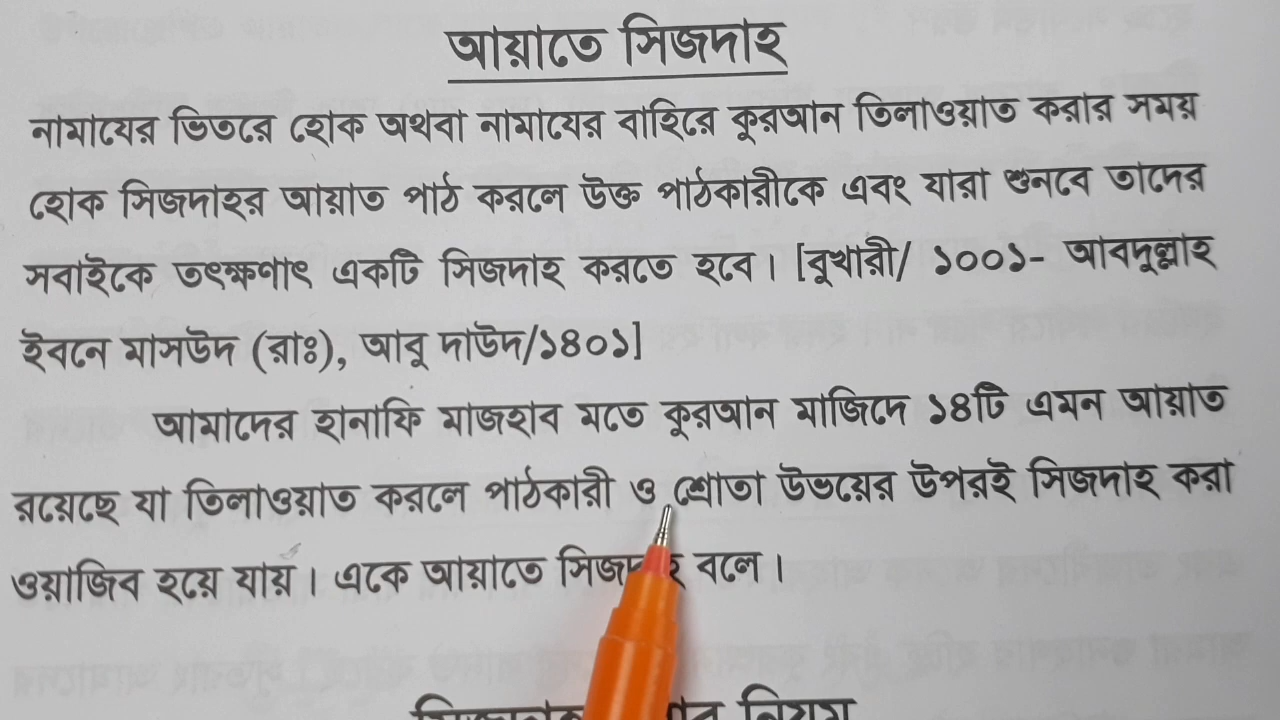 আয়াতে সিজদাহ
নামাযের ভিতরে হোক অথবা নামাযের বাহিরে কুরআন তিলাওয়াত করার সময়
হোক সিজদাহর আয়াত পাঠ করলে উক্ত পাঠকারীকে এবং যারা শুনবে তাদের
সবাইকে তৎক্ষণাৎ একটি সিজদাহ করতে হবে। [বুখারী/ ১০০১- আবদুল্লাহ
ইবনে মাসউদ (রাঃ), আবু দাউদ/১৪০১]
আমাদের হানাফি মাজহাব মতে কুরআন মাজিদে ১৪টি এমন আয়াত
রয়েছে যা তিলাওয়াত করলে পাঠকারী ও শ্রোতা উভয়ের উপরই সিজদাহ করা
ওয়াজিব হয়ে যায়। একে আয়াতে সিজদাহ বলে।
নিয়ম